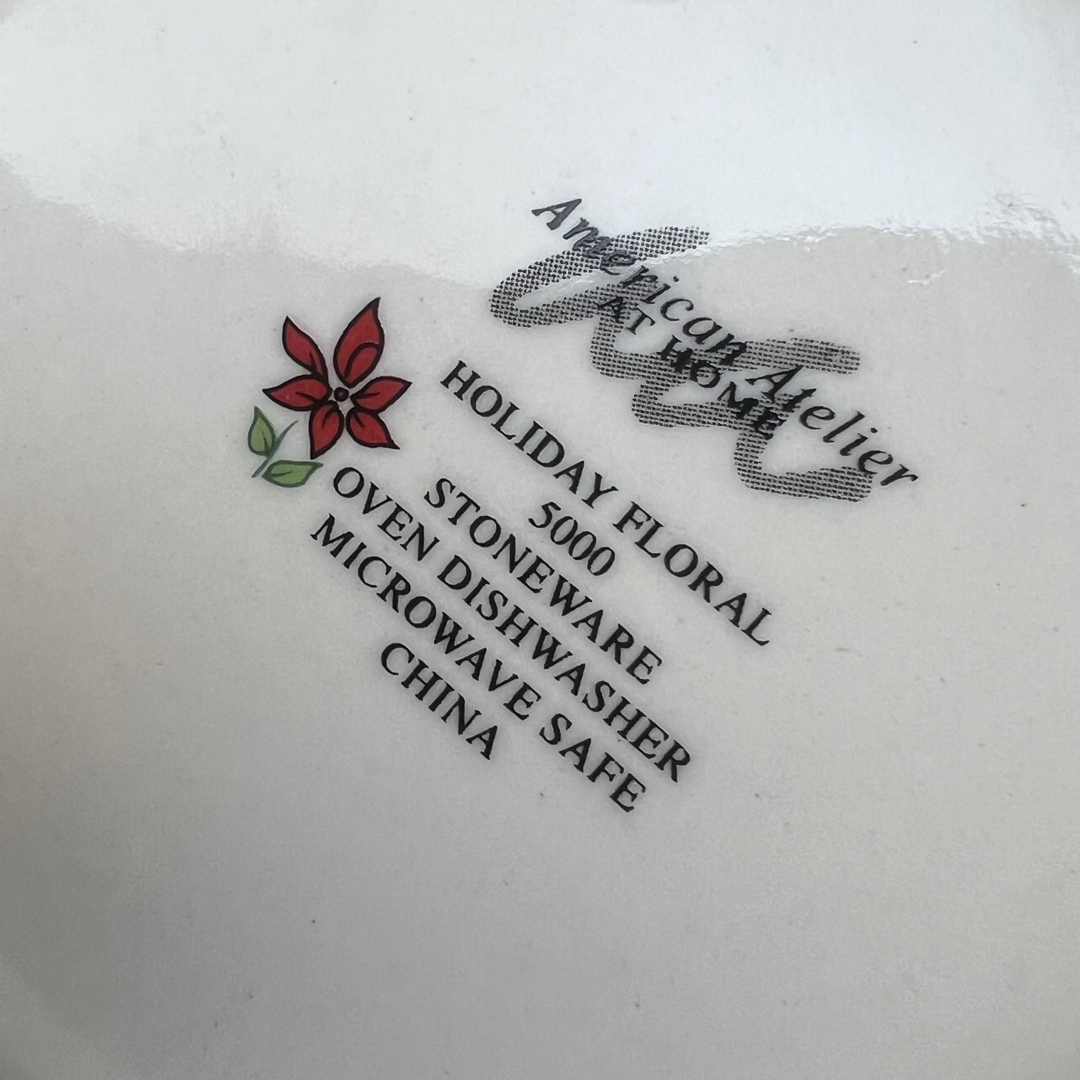 American Atelier
AT HOME
HOLIDAY FLORAL
5000
STONEWARE
OVEN DISHWASHER
MICROWAVE SAFE
CHINA